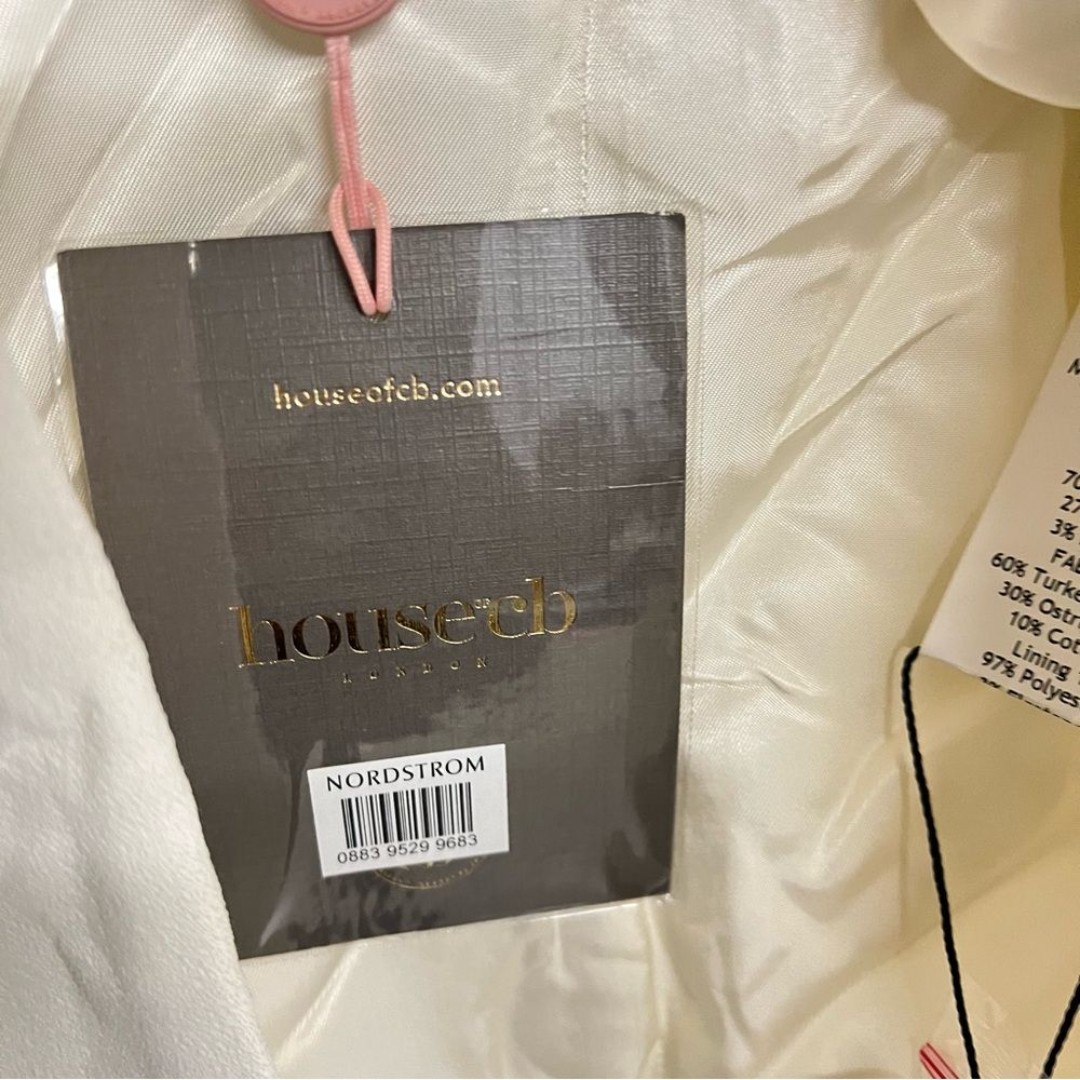 houseofcb.com
house OF cb
LONDON
NORDSTROM
0883 9529 9683
M
70
27
3%
FAB
60% Turke
30% Ostr
10% Cot
Lining
97% Polyes